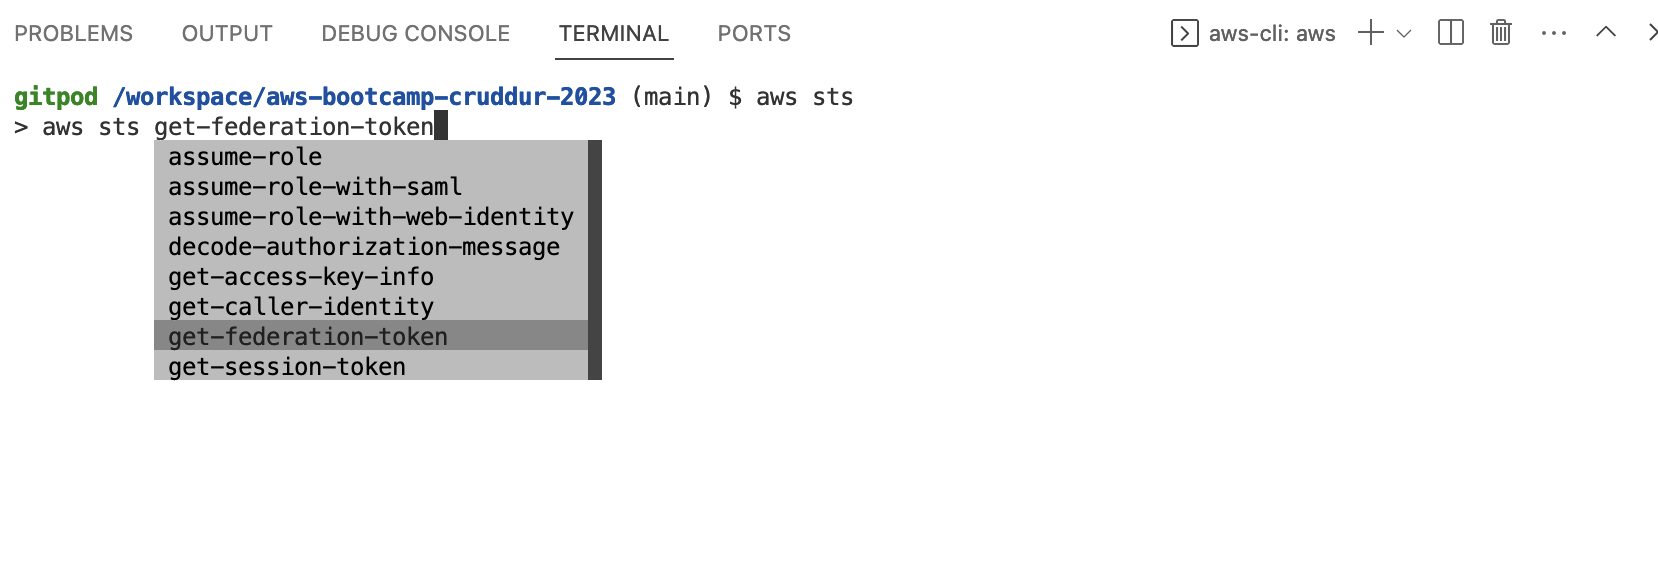 PROBLEMS OUTPUT DEBUG CONSOLE TERMINAL PORTS aws-cli: aws
gitpod /workspace/aws-bootcamp-cruddur-2023 (main) $ aws sts
> aws sts get-federation-token
assume-role
assume-role-with-saml
assume-role-with-web-identity
decode-authorization-message
get-access-key-info
get-caller-identity
get-federation-token
get-session-token